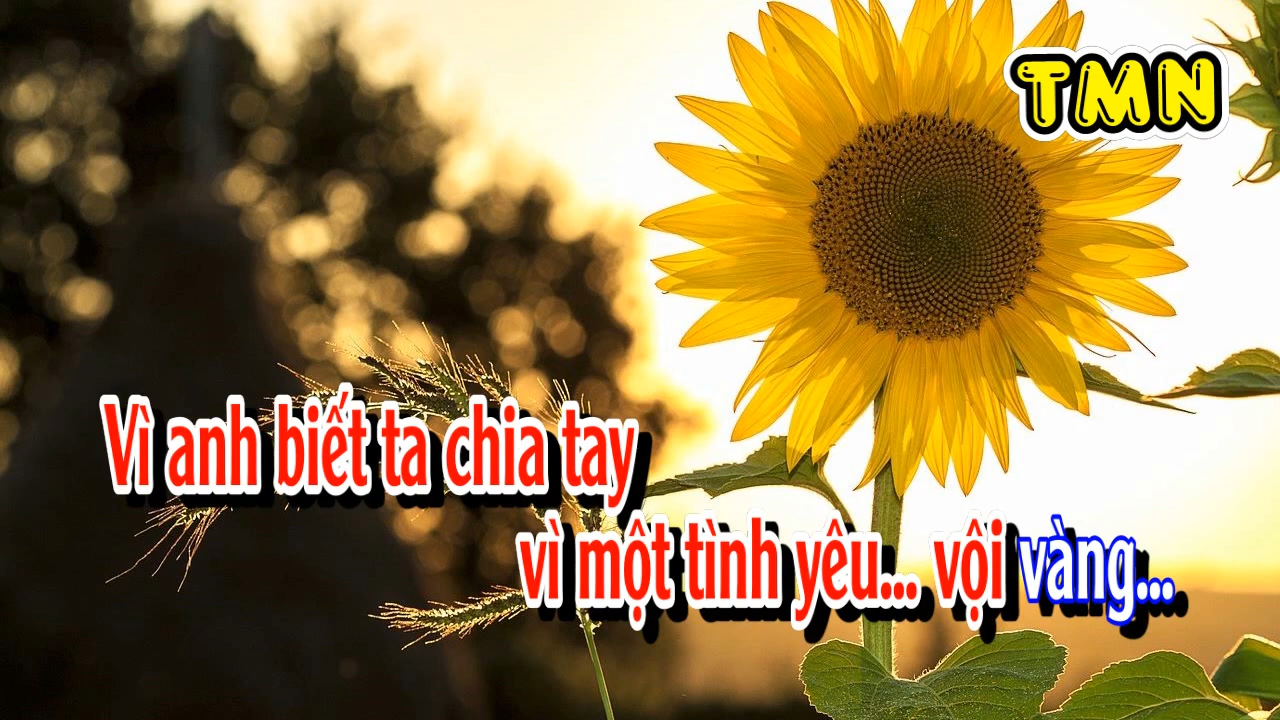 TMN
Vì anh biết ta chia tay
vì một tình yêu... vội vàng...